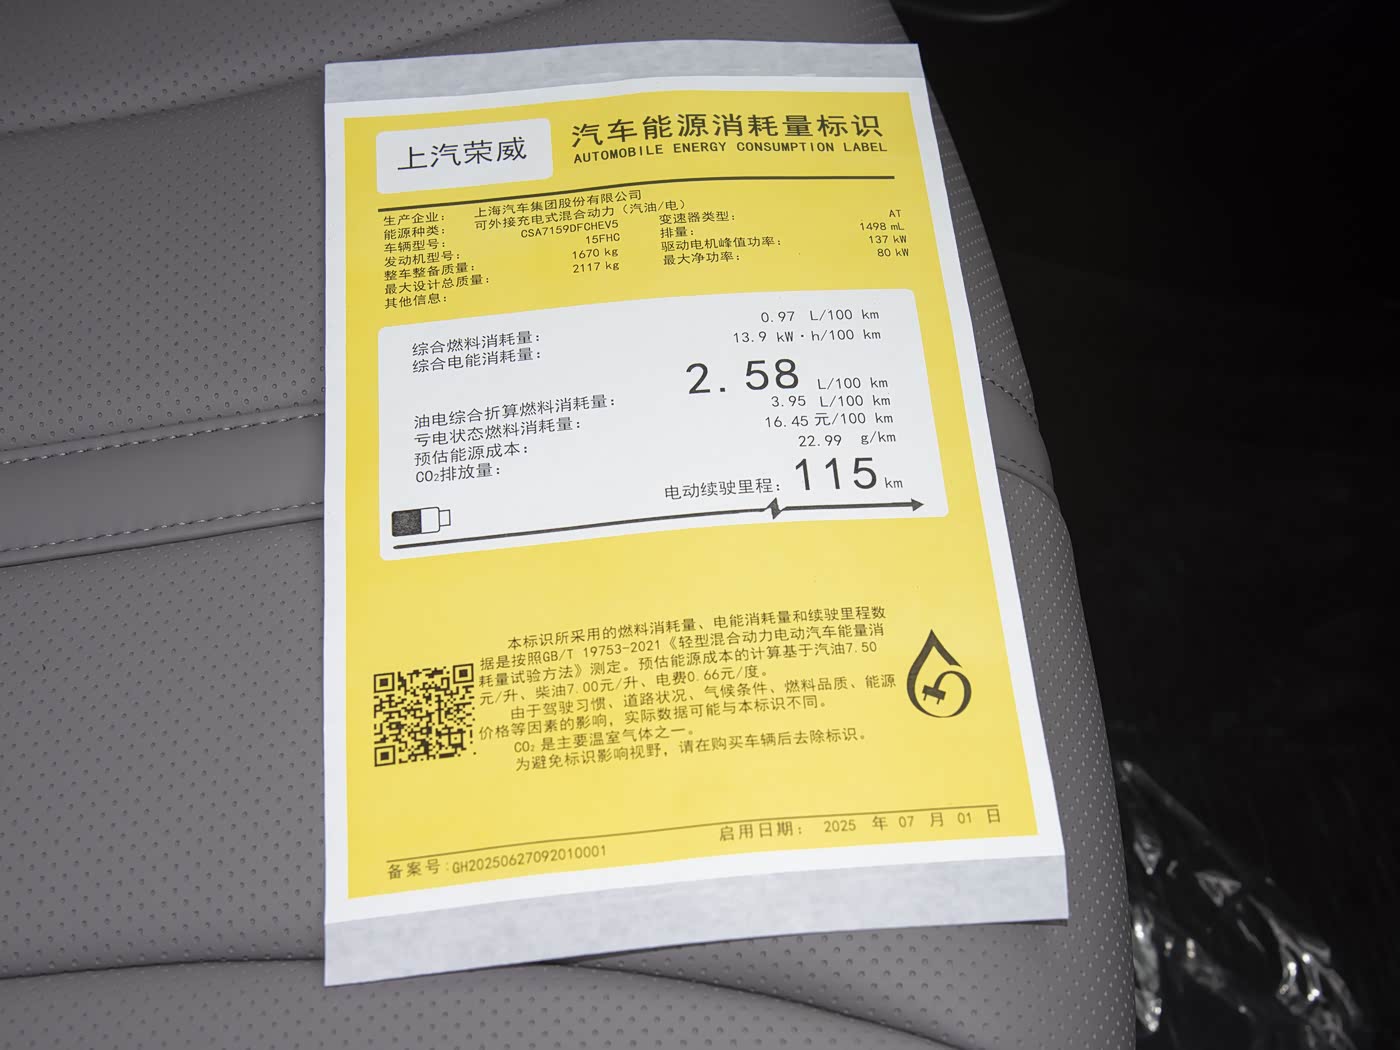 上汽荣威
汽车能源消耗量标识
AUTOMOBILE ENERGY CONSUMPTION LABEL
生产企业： 上海汽车集团股份有限公司
能源种类： 可外接充电式混合动力（汽油/电）
车辆型号： CSA7159DFCHEV5 变速器类型： AT
发动机型号： 15FHC 排量： 1498 mL
整车整备质量： 1670 kg 驱动电机峰值功率： 137 kW
最大设计总质量： 2117 kg 最大净功率： 80 kW
其他信息：
综合燃料消耗量： 0.97 L/100 km
综合电能消耗量： 13.9 kW·h/100 km
油电综合折算燃料消耗量： 2.58 L/100 km
亏电状态燃料消耗量： 3.95 L/100 km
预估能源成本： 16.45 元/100 km
CO₂排放量： 22.99 g/km
电动续驶里程： 115 km
本标识所采用的燃料消耗量、电能消耗量和续驶里程数
据是按照GB/T 19753-2021《轻型混合动力电动汽车能量消
耗量试验方法》测定。预估能源成本的计算基于汽油7.50
元/升、柴油7.00元/升、电费0.66元/度。
由于驾驶习惯、道路状况、气候条件、燃料品质、能源
价格等因素的影响，实际数据可能与本标识不同。
CO₂ 是主要温室气体之一。
为避免标识影响视野，请在购买车辆后去除标识。
备案号：GH20250627092010001
启用日期： 2025 年 07 月 01 日